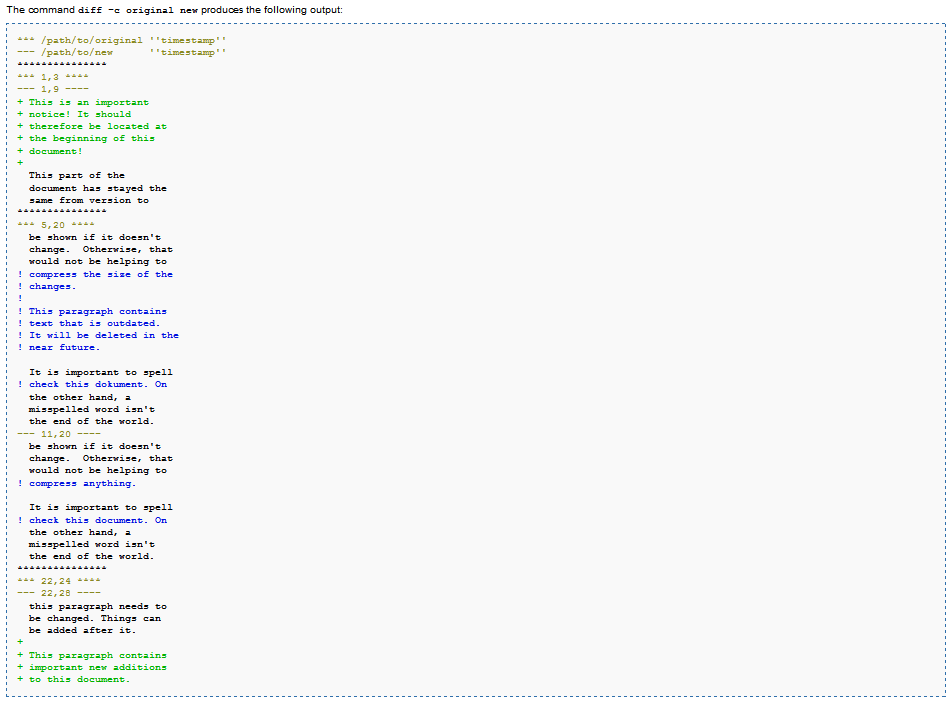 The command diff -c original new produces the following output:
*** /path/to/original ''timestamp''
--- /path/to/new      ''timestamp''
***************
*** 1,3 ****
--- 1,9 ----
+ This is an important
+ notice! It should
+ therefore be located at
+ the beginning of this
+ document!
+
  This part of the
  document has stayed the
  same from version to
***************
*** 5,20 ****
  be shown if it doesn't
  change.  Otherwise, that
  would not be helping to
! compress the size of the
! changes.
!
! This paragraph contains
! text that is outdated.
! It will be deleted in the
! near future.

  It is important to spell
! check this dokument. On
  the other hand, a
  misspelled word isn't
  the end of the world.
--- 11,20 ----
  be shown if it doesn't
  change.  Otherwise, that
  would not be helping to
! compress anything.

  It is important to spell
! check this document. On
  the other hand, a
  misspelled word isn't
  the end of the world.
***************
*** 22,24 ****
--- 22,28 ----
  this paragraph needs to
  be changed. Things can
  be added after it.
+
+ This paragraph contains
+ important new additions
+ to this document.